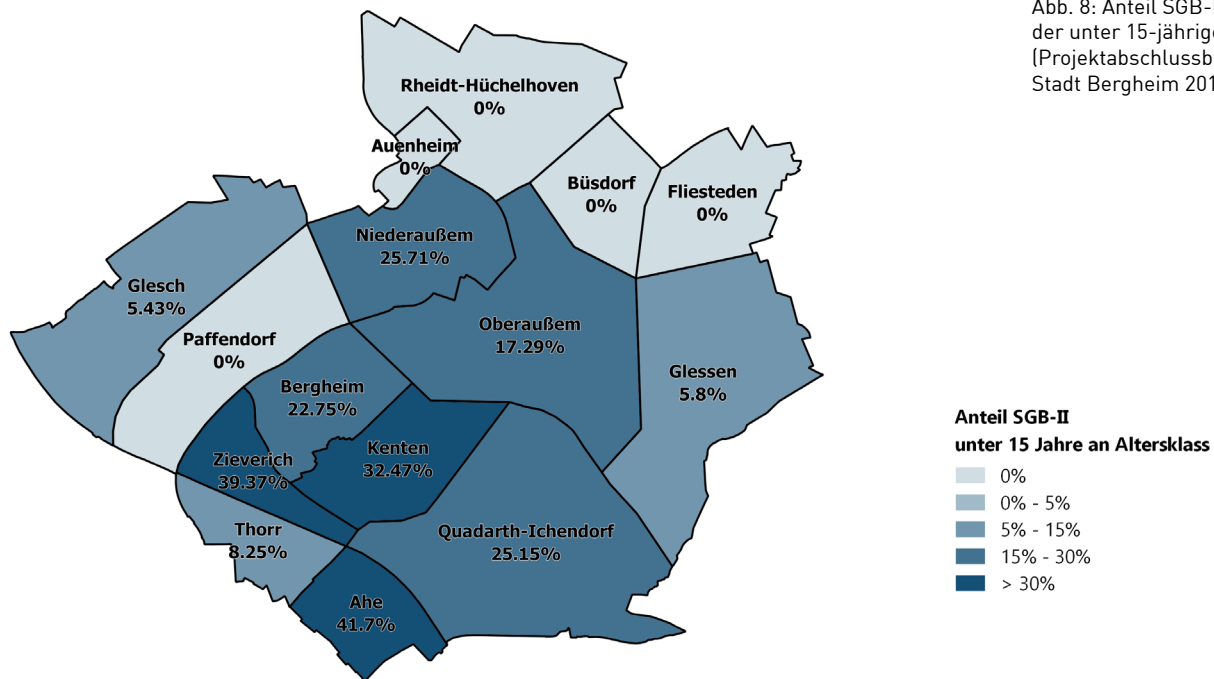 Abb. 8: Anteil SGB-
der unter 15-jährige
(Projektabschlussb
Stadt Bergheim 201
Rheidt-Hüchelhoven
0%
Auenheim
0%
Büsdorf
0%
Fliesteden
0%
Niederaußem
25.71%
Glesch
5.43%
Paffendorf
0%
Oberaußem
17.29%
Glessen
5.8%
Bergheim
22.75%
Kenten
32.47%
Zieverich
39.37%
Thorr
8.25%
Quadarth-Ichendorf
25.15%
Ahe
41.7%
Anteil SGB-II
unter 15 Jahre an Altersklass
0%
0% - 5%
5% - 15%
15% - 30%
> 30%